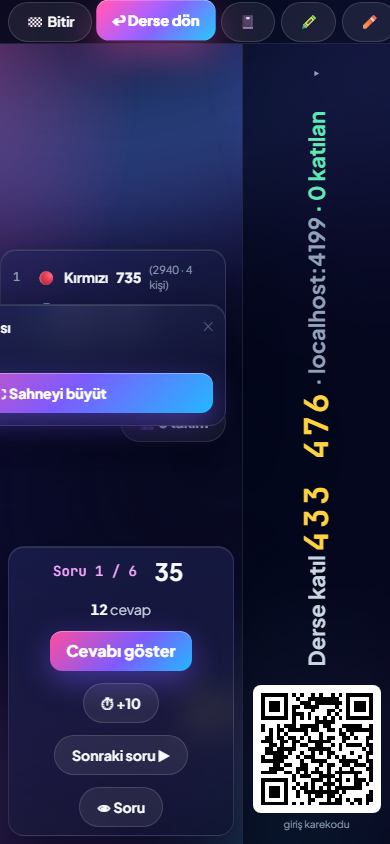 Bitir
Derse dön
1 Kırmızı 735 (2940 · 4 kişi)
sı
Sahneyi büyüt
Soru 1 / 6 35
12 cevap
Cevabı göster
+10
Sonraki soru
Soru
Derse katıl 433 476 · localhost:4199 · 0 katılan
giriş karekodu